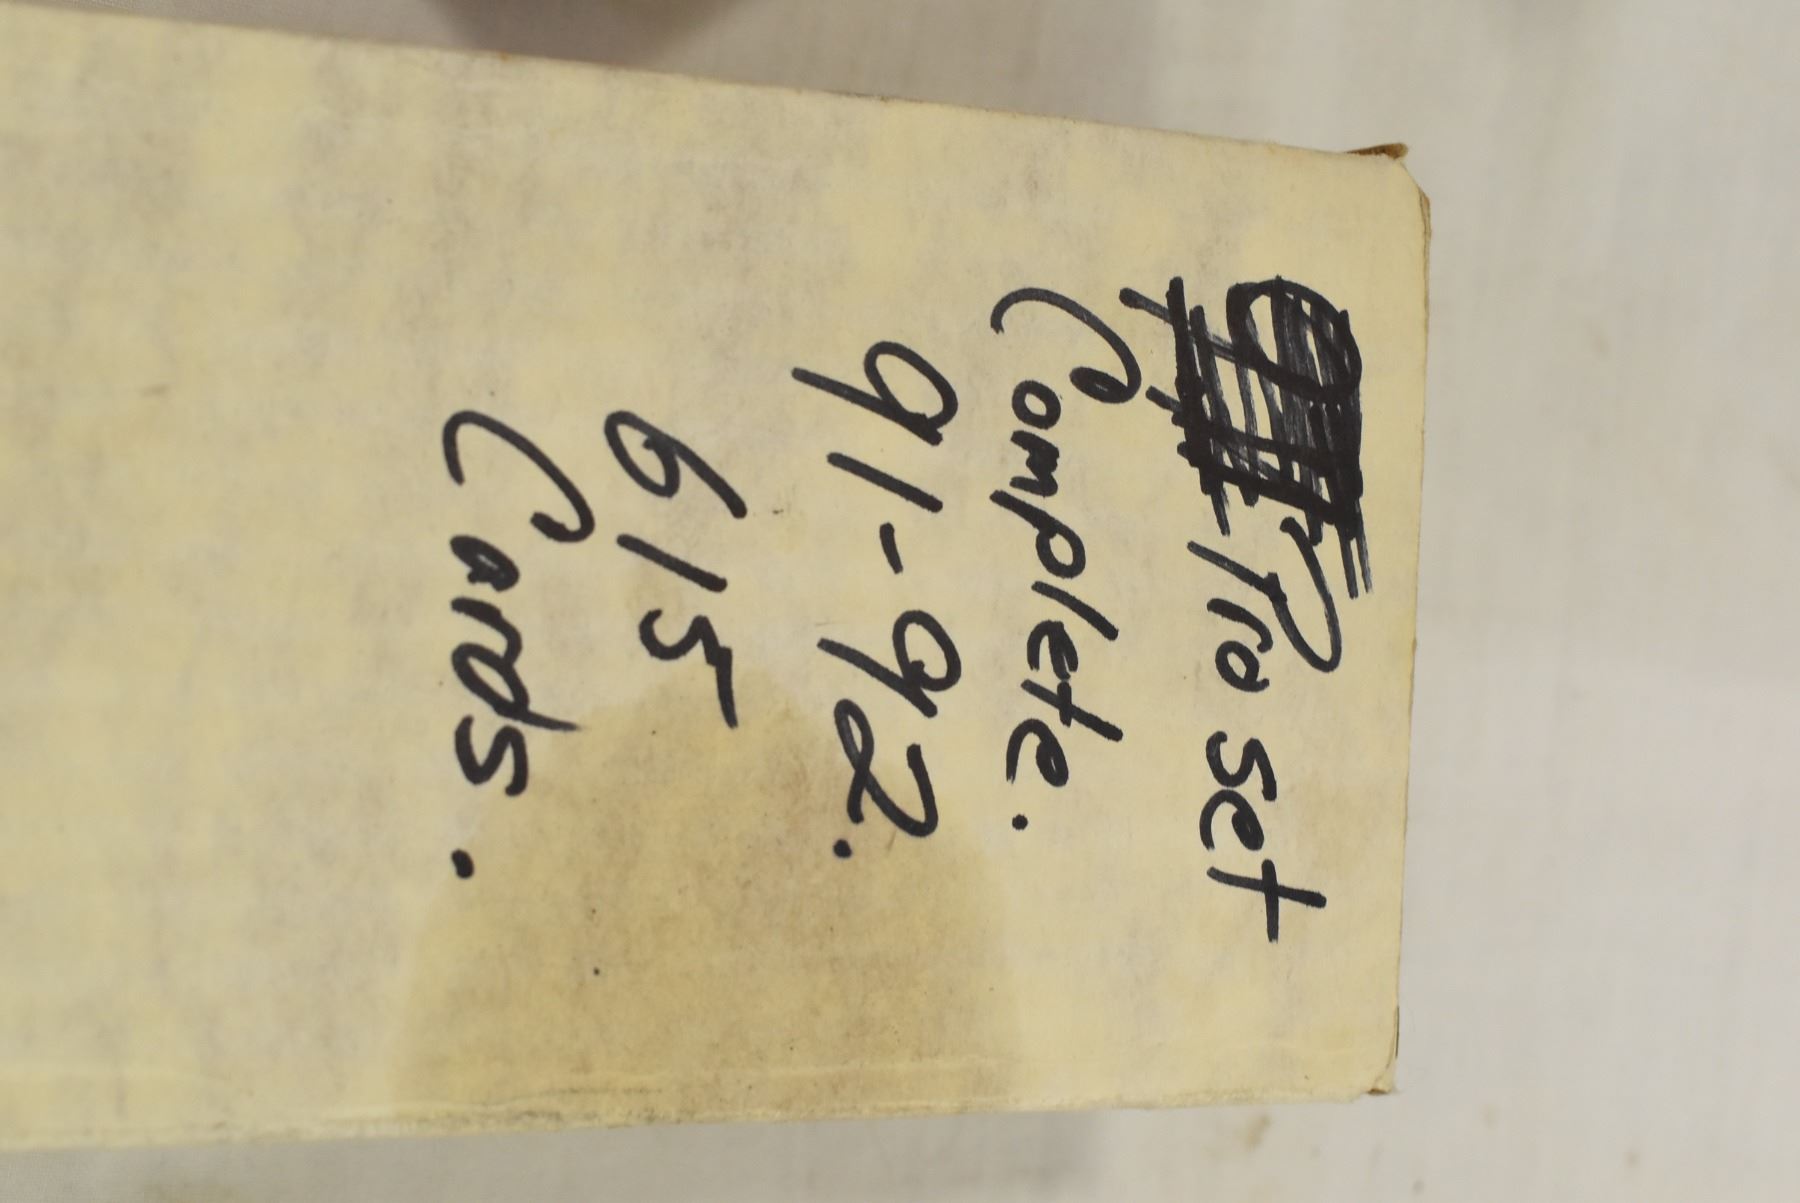 Pro Set
Complete.
91-92.
615
Cards.